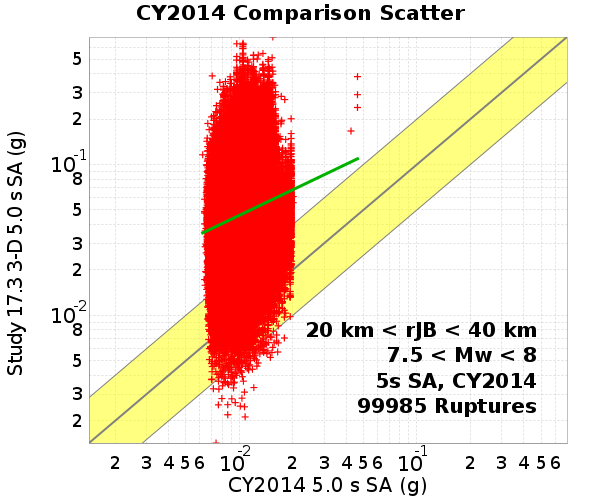 CY2014 Comparison Scatter
Study 17.3 3-D 5.0 s SA (g)
5
3
2
10-1
8
5
3
2
10-2
8
5
3
2
20 km < rJB < 40 km
7.5 < Mw < 8
5s SA, CY2014
99985 Ruptures
2 3 4 5 6 10-2 2 3 4 5 6 10-1 2 3 4 5 6
CY2014 5.0 s SA (g)